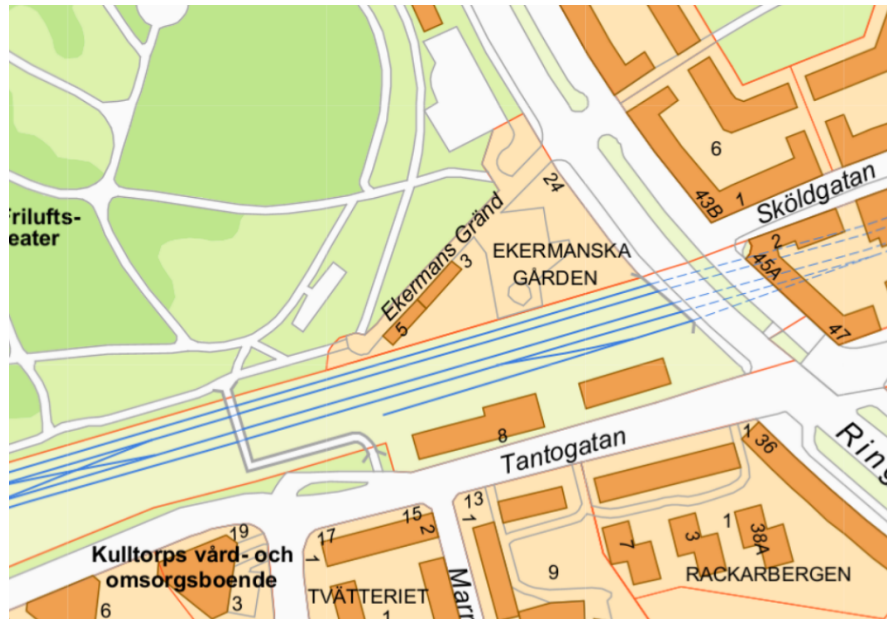 6
43B
1
Sköldgatan
24
Frilufts-
eater
Ekermans Gränd
3
5
EKERMANSKA
GÅRDEN
2
45A
47
8
Tantogatan
1
36
Ring
13
1
15
2
17
1
19
Kulltorps vård- och
omsorgsboende
3
6
TVÄTTERIET
1
9
7
3
1
38A
RACKARBERGEN